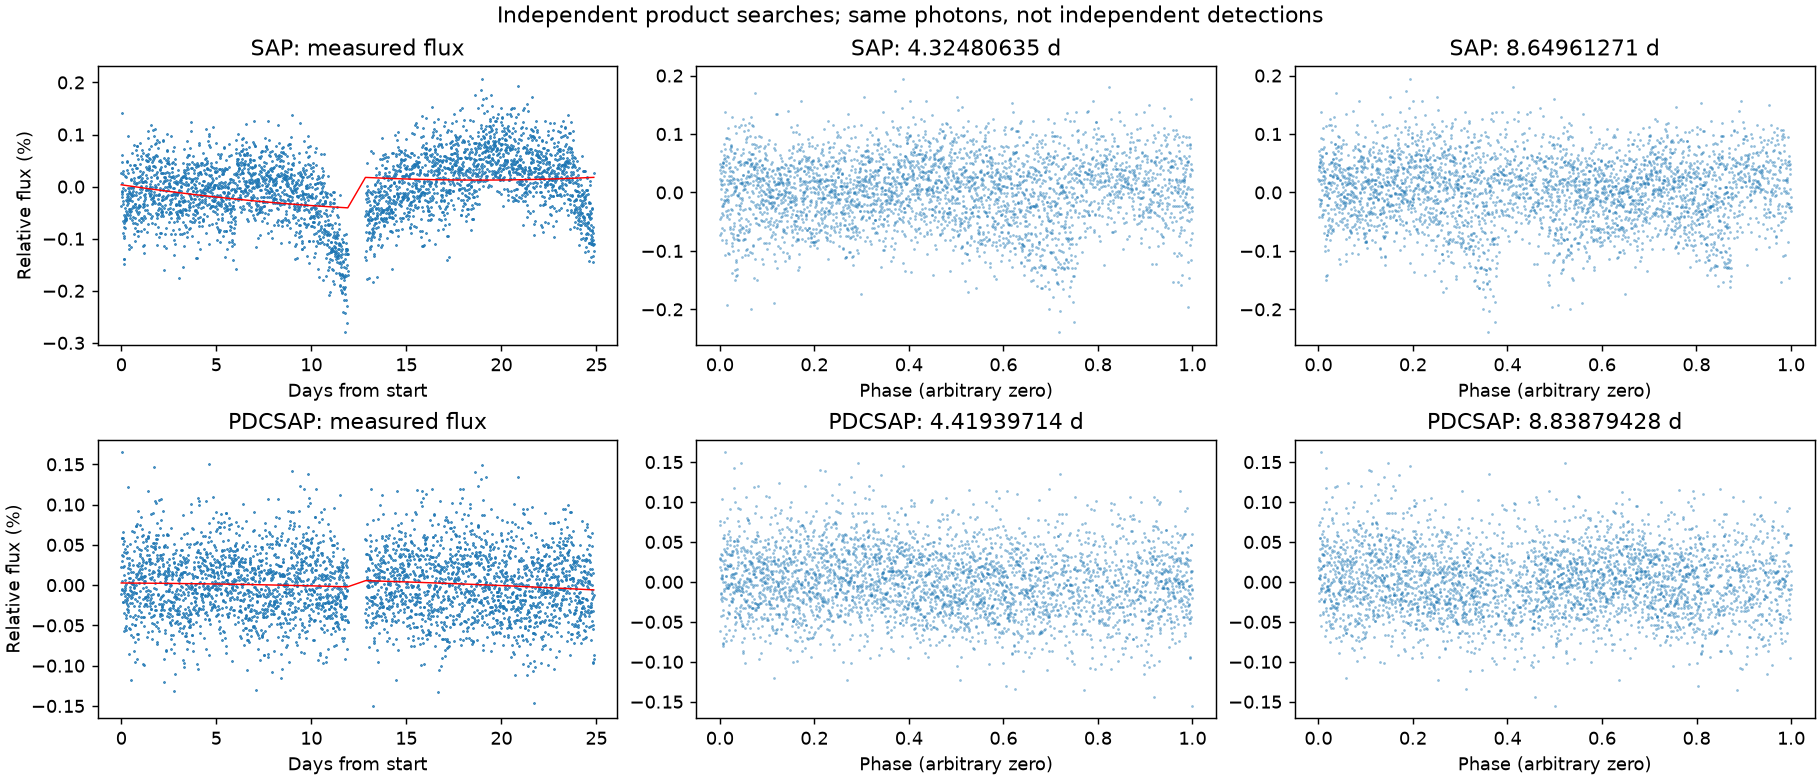 Independent product searches; same photons, not independent detections
SAP: measured flux
SAP: 4.32480635 d
SAP: 8.64961271 d
Relative flux (%)
0.2
0.1
0.0
−0.1
−0.2
−0.3
0 5 10 15 20 25
Days from start
0.2
0.1
0.0
−0.1
−0.2
0.0 0.2 0.4 0.6 0.8 1.0
Phase (arbitrary zero)
0.2
0.1
0.0
−0.1
−0.2
0.0 0.2 0.4 0.6 0.8 1.0
Phase (arbitrary zero)
PDCSAP: measured flux
PDCSAP: 4.41939714 d
PDCSAP: 8.83879428 d
Relative flux (%)
0.15
0.10
0.05
0.00
−0.05
−0.10
−0.15
0 5 10 15 20 25
Days from start
0.15
0.10
0.05
0.00
−0.05
−0.10
−0.15
0.0 0.2 0.4 0.6 0.8 1.0
Phase (arbitrary zero)
0.15
0.10
0.05
0.00
−0.05
−0.10
−0.15
0.0 0.2 0.4 0.6 0.8 1.0
Phase (arbitrary zero)